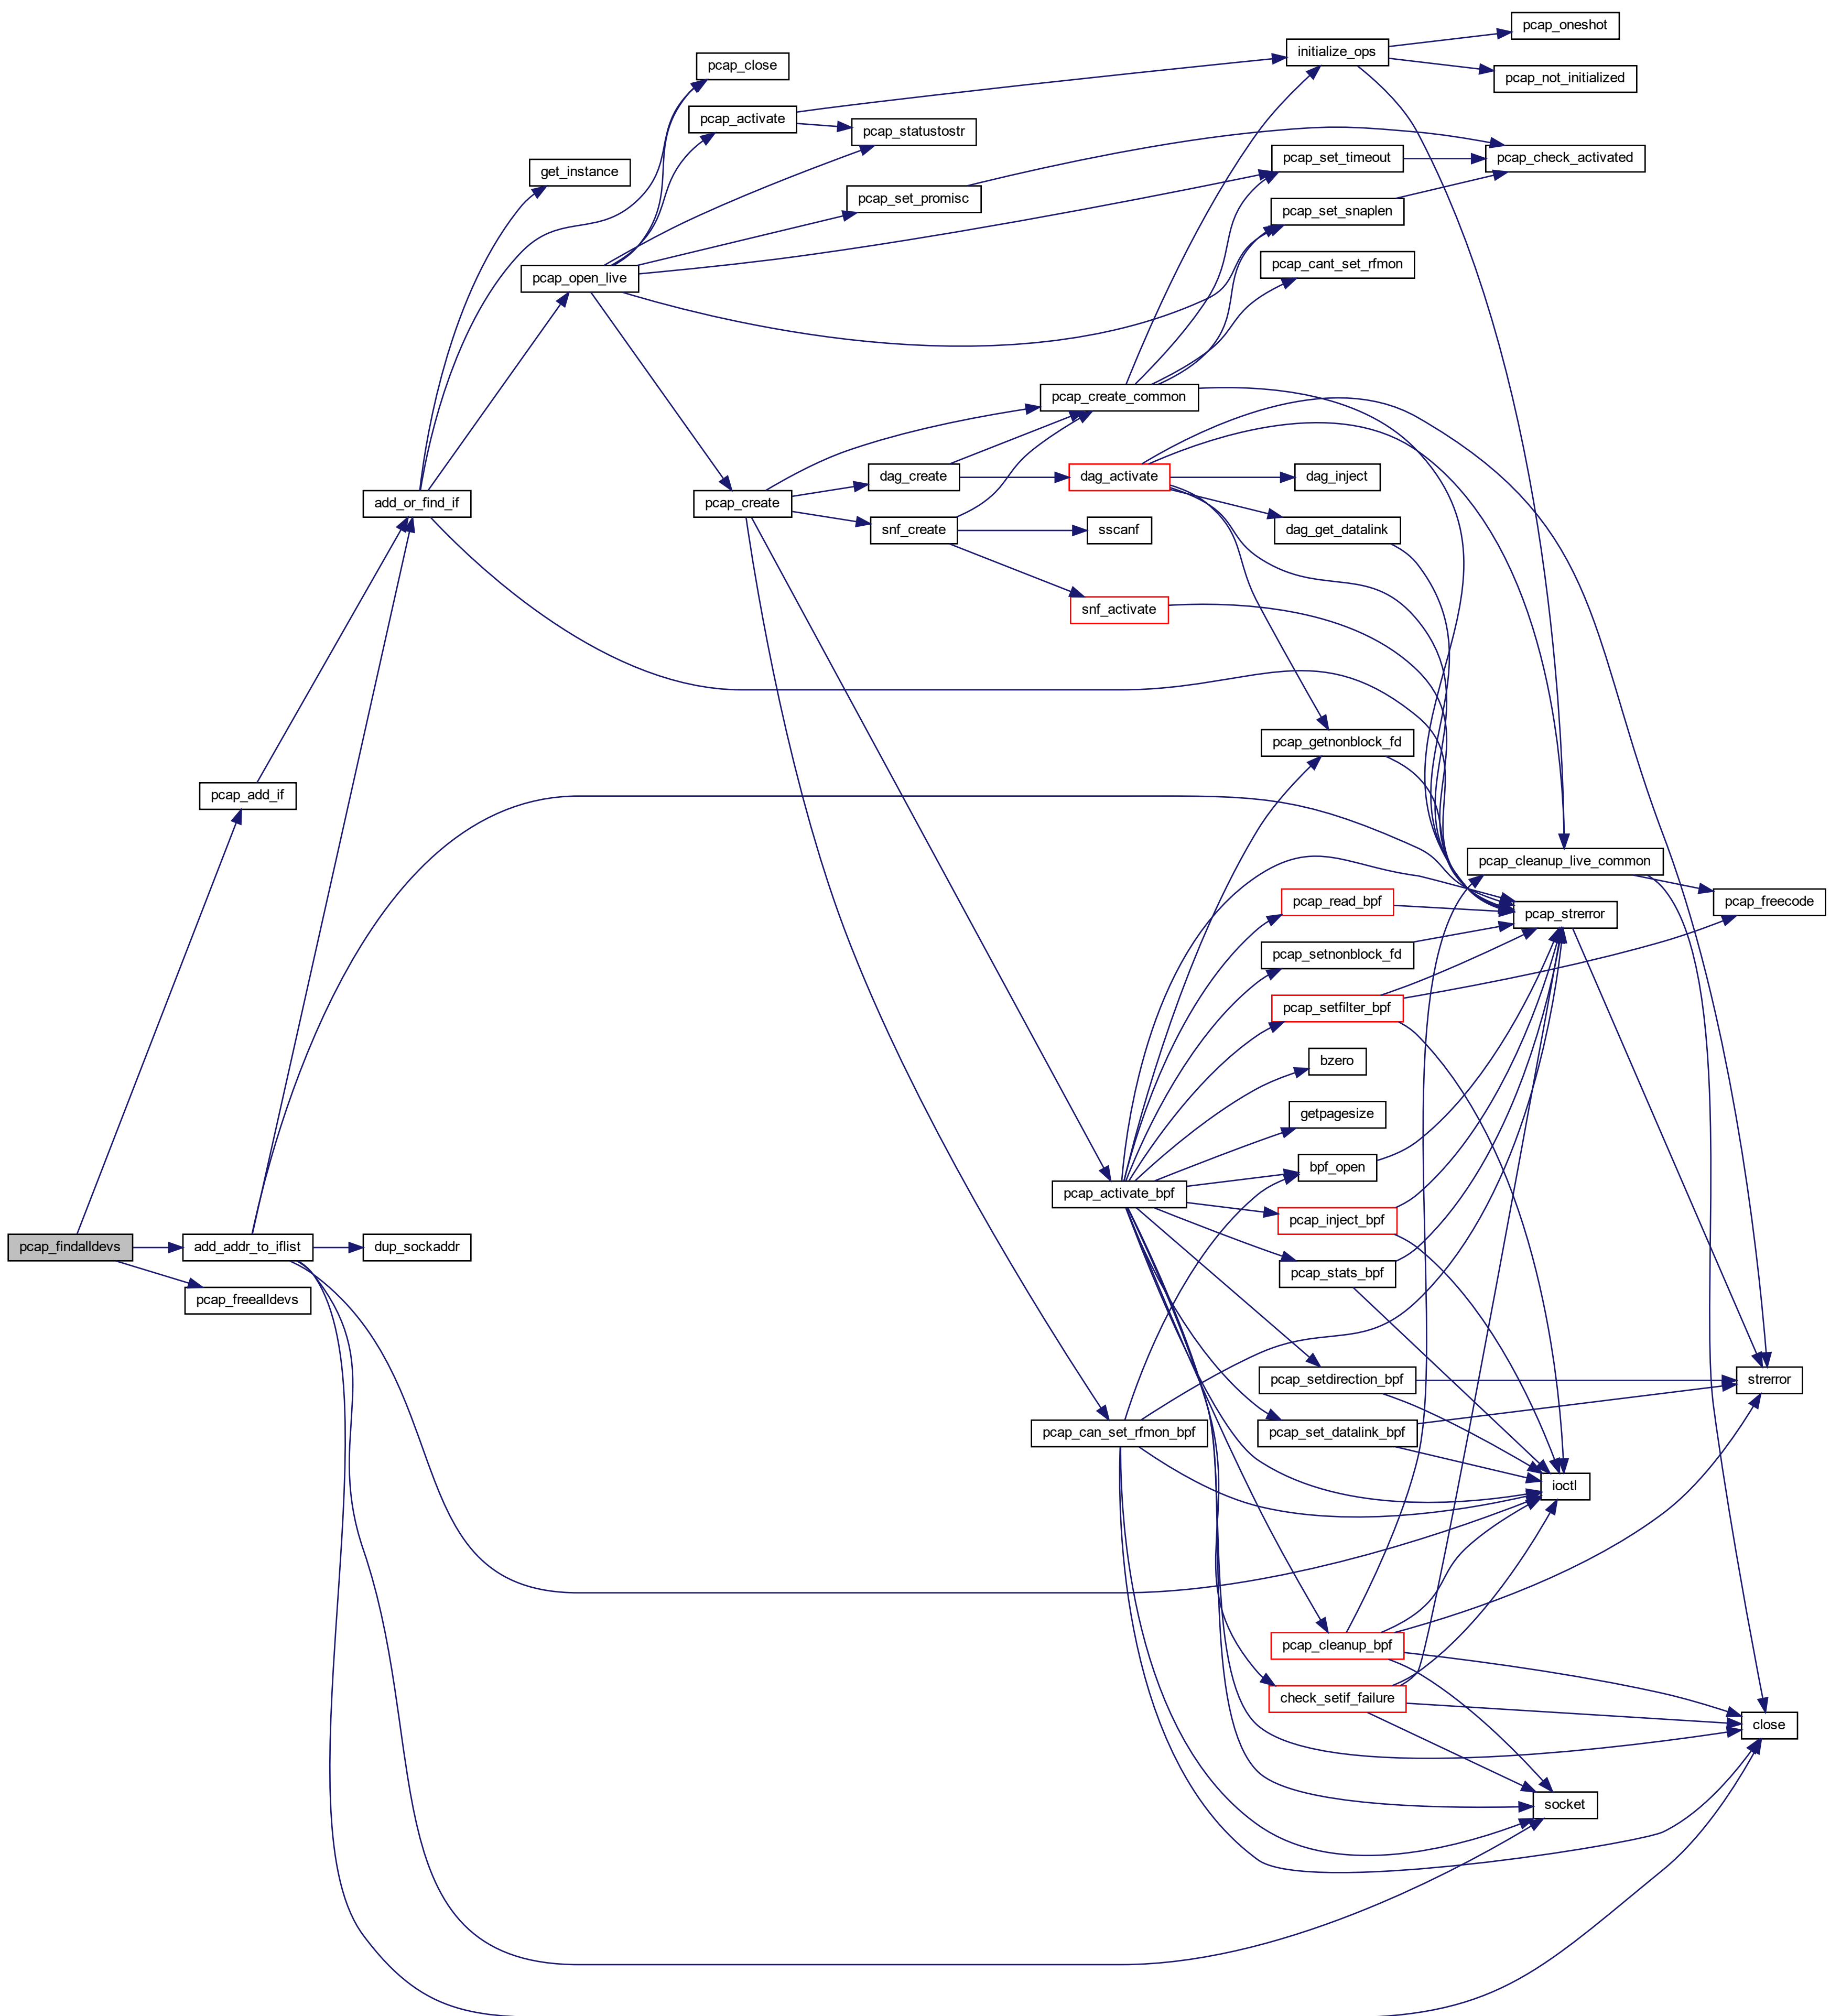 pcap_oneshot
initialize_ops
pcap_close
pcap_not_initialized
pcap_activate
pcap_statustostr
pcap_set_timeout
pcap_check_activated
get_instance
pcap_set_promisc
pcap_set_snaplen
pcap_cant_set_rfmon
pcap_open_live
pcap_create_common
dag_create
dag_activate
dag_inject
add_or_find_if
pcap_create
snf_create
sscanf
dag_get_datalink
snf_activate
pcap_getnonblock_fd
pcap_add_if
pcap_cleanup_live_common
pcap_read_bpf
pcap_freecode
pcap_strerror
pcap_setnonblock_fd
pcap_setfilter_bpf
bzero
getpagesize
bpf_open
pcap_activate_bpf
pcap_inject_bpf
pcap_findalldevs
add_addr_to_iflist
dup_sockaddr
pcap_stats_bpf
pcap_freealldevs
pcap_setdirection_bpf
strerror
pcap_can_set_rfmon_bpf
pcap_set_datalink_bpf
ioctl
pcap_cleanup_bpf
check_setif_failure
close
socket